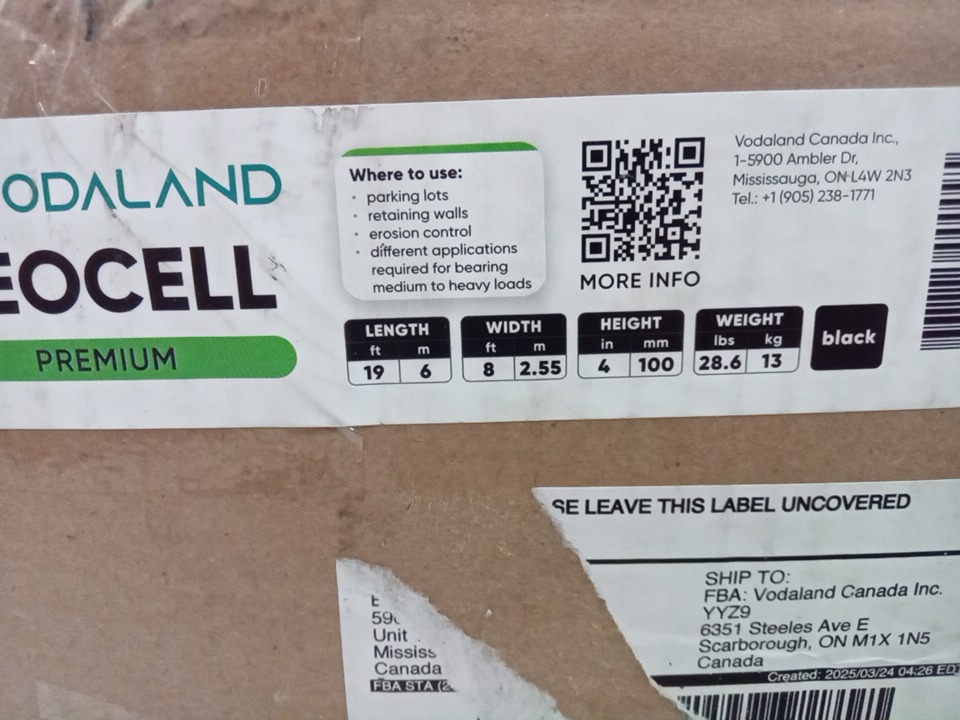 ODALAND
EOCELL
PREMIUM
Where to use:
• parking lots
• retaining walls
• erosion control
• different applications
required for bearing
medium to heavy loads
MORE INFO
Vodaland Canada Inc.,
1-5900 Ambler Dr,
Mississauga, ON L4W 2N3
Tel.: +1 (905) 238-1771
LENGTH
ft m
19 6
WIDTH
ft m
8 2.55
HEIGHT
in mm
4 100
WEIGHT
lbs kg
28.6 13
black
SE LEAVE THIS LABEL UNCOVERED
SHIP TO:
FBA: Vodaland Canada Inc.
YYZ9
6351 Steeles Ave E
Scarborough, ON M1X 1N5
Canada
Created: 2025/03/24 04:26 ED
Unit
Mississ
Canada
FBA STA (2